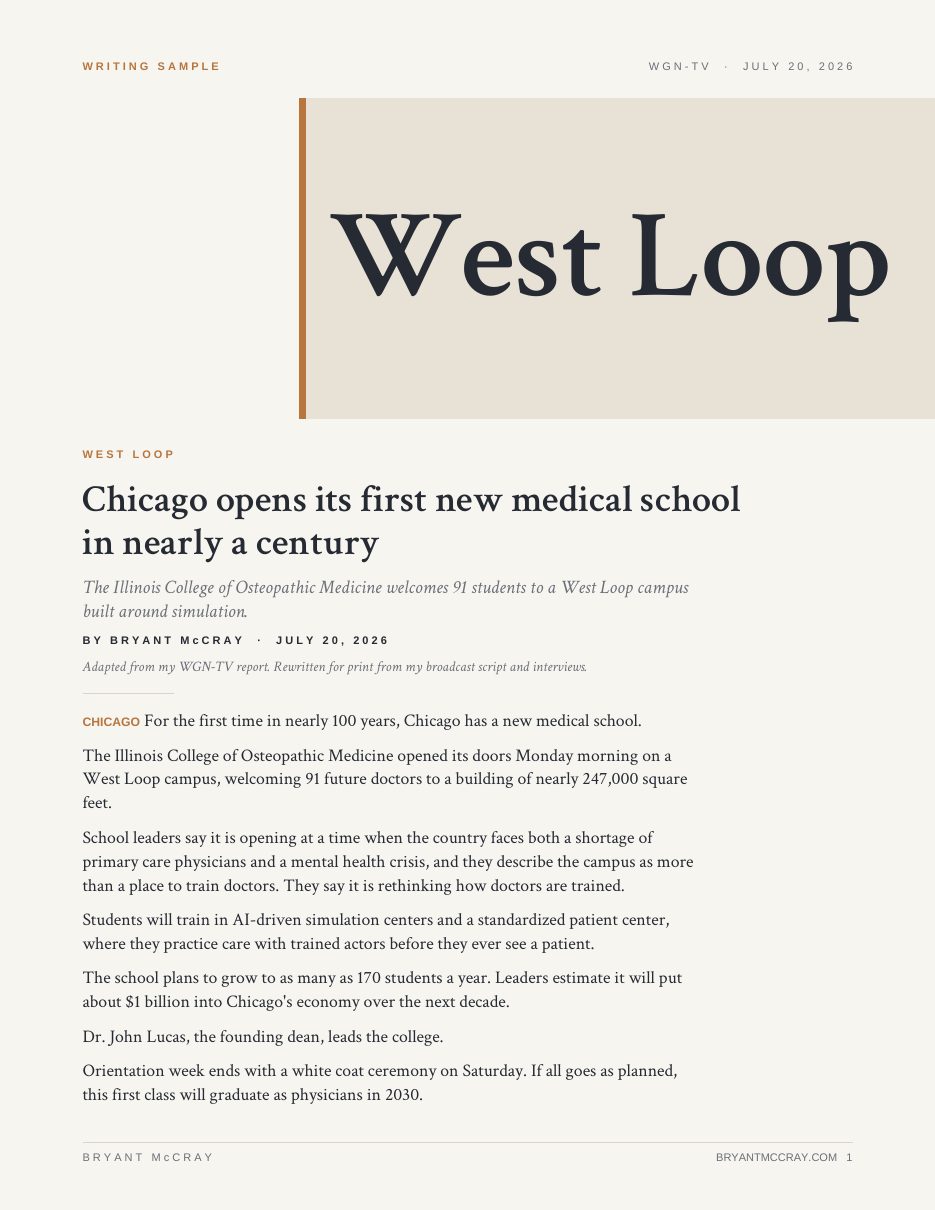 WRITING SAMPLE
WGN-TV · JULY 20, 2026
West Loop
WEST LOOP
Chicago opens its first new medical school
in nearly a century
The Illinois College of Osteopathic Medicine welcomes 91 students to a West Loop campus
built around simulation.
BY BRYANT McCRAY · JULY 20, 2026
Adapted from my WGN-TV report. Rewritten for print from my broadcast script and interviews.
CHICAGO For the first time in nearly 100 years, Chicago has a new medical school.
The Illinois College of Osteopathic Medicine opened its doors Monday morning on a
West Loop campus, welcoming 91 future doctors to a building of nearly 247,000 square
feet.
School leaders say it is opening at a time when the country faces both a shortage of
primary care physicians and a mental health crisis, and they describe the campus as more
than a place to train doctors. They say it is rethinking how doctors are trained.
Students will train in AI-driven simulation centers and a standardized patient center,
where they practice care with trained actors before they ever see a patient.
The school plans to grow to as many as 170 students a year. Leaders estimate it will put
about $1 billion into Chicago's economy over the next decade.
Dr. John Lucas, the founding dean, leads the college.
Orientation week ends with a white coat ceremony on Saturday. If all goes as planned,
this first class will graduate as physicians in 2030.
BRYANT McCRAY
BRYANTMCCRAY.COM 1